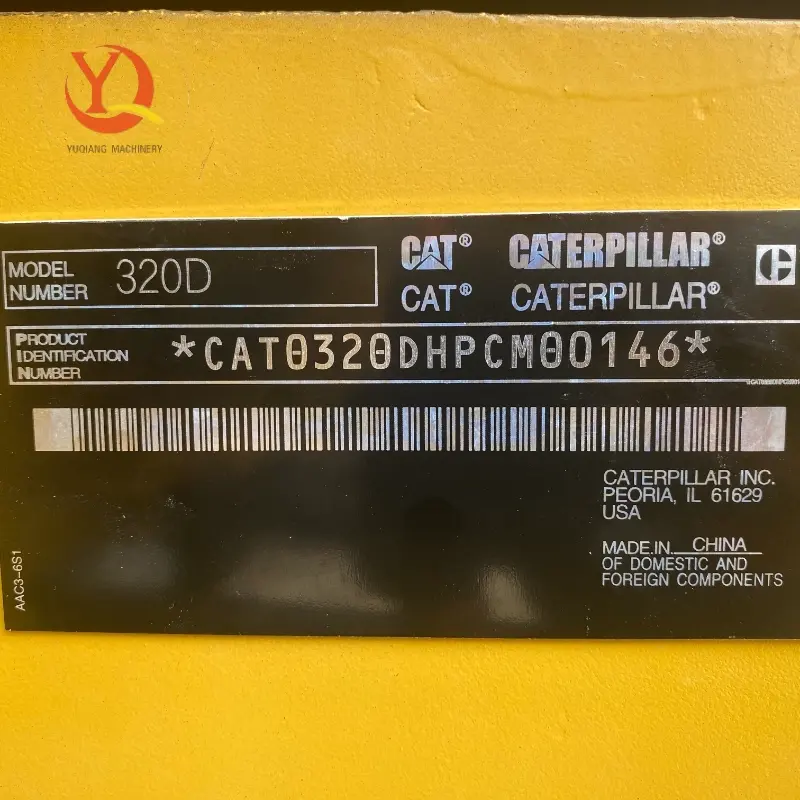 YQ
YUQIANG MACHINERY
MODEL NUMBER 320D
CAT® CATERPILLAR®
CAT® CATERPILLAR®
PRODUCT IDENTIFICATION NUMBER *CAT0320DHPCM00146*
CATERPILLAR INC.
PEORIA, IL 61629
USA
MADE IN CHINA
OF DOMESTIC AND
FOREIGN COMPONENTS
AAC3-6S1